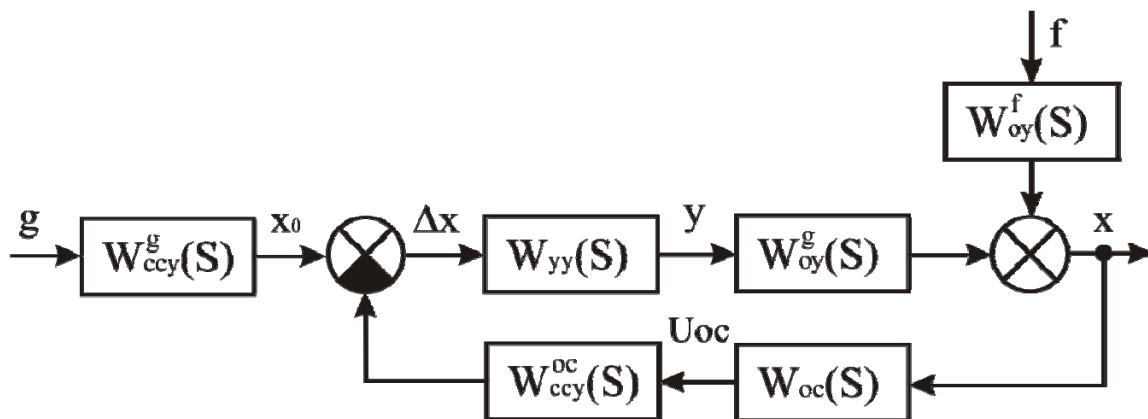 f
W^f_oy(S)
g
W^g_ccy(S)
x₀
Δx
W_yy(S)
y
W^g_oy(S)
x
W^oc_ccy(S)
Uoc
W_oc(S)